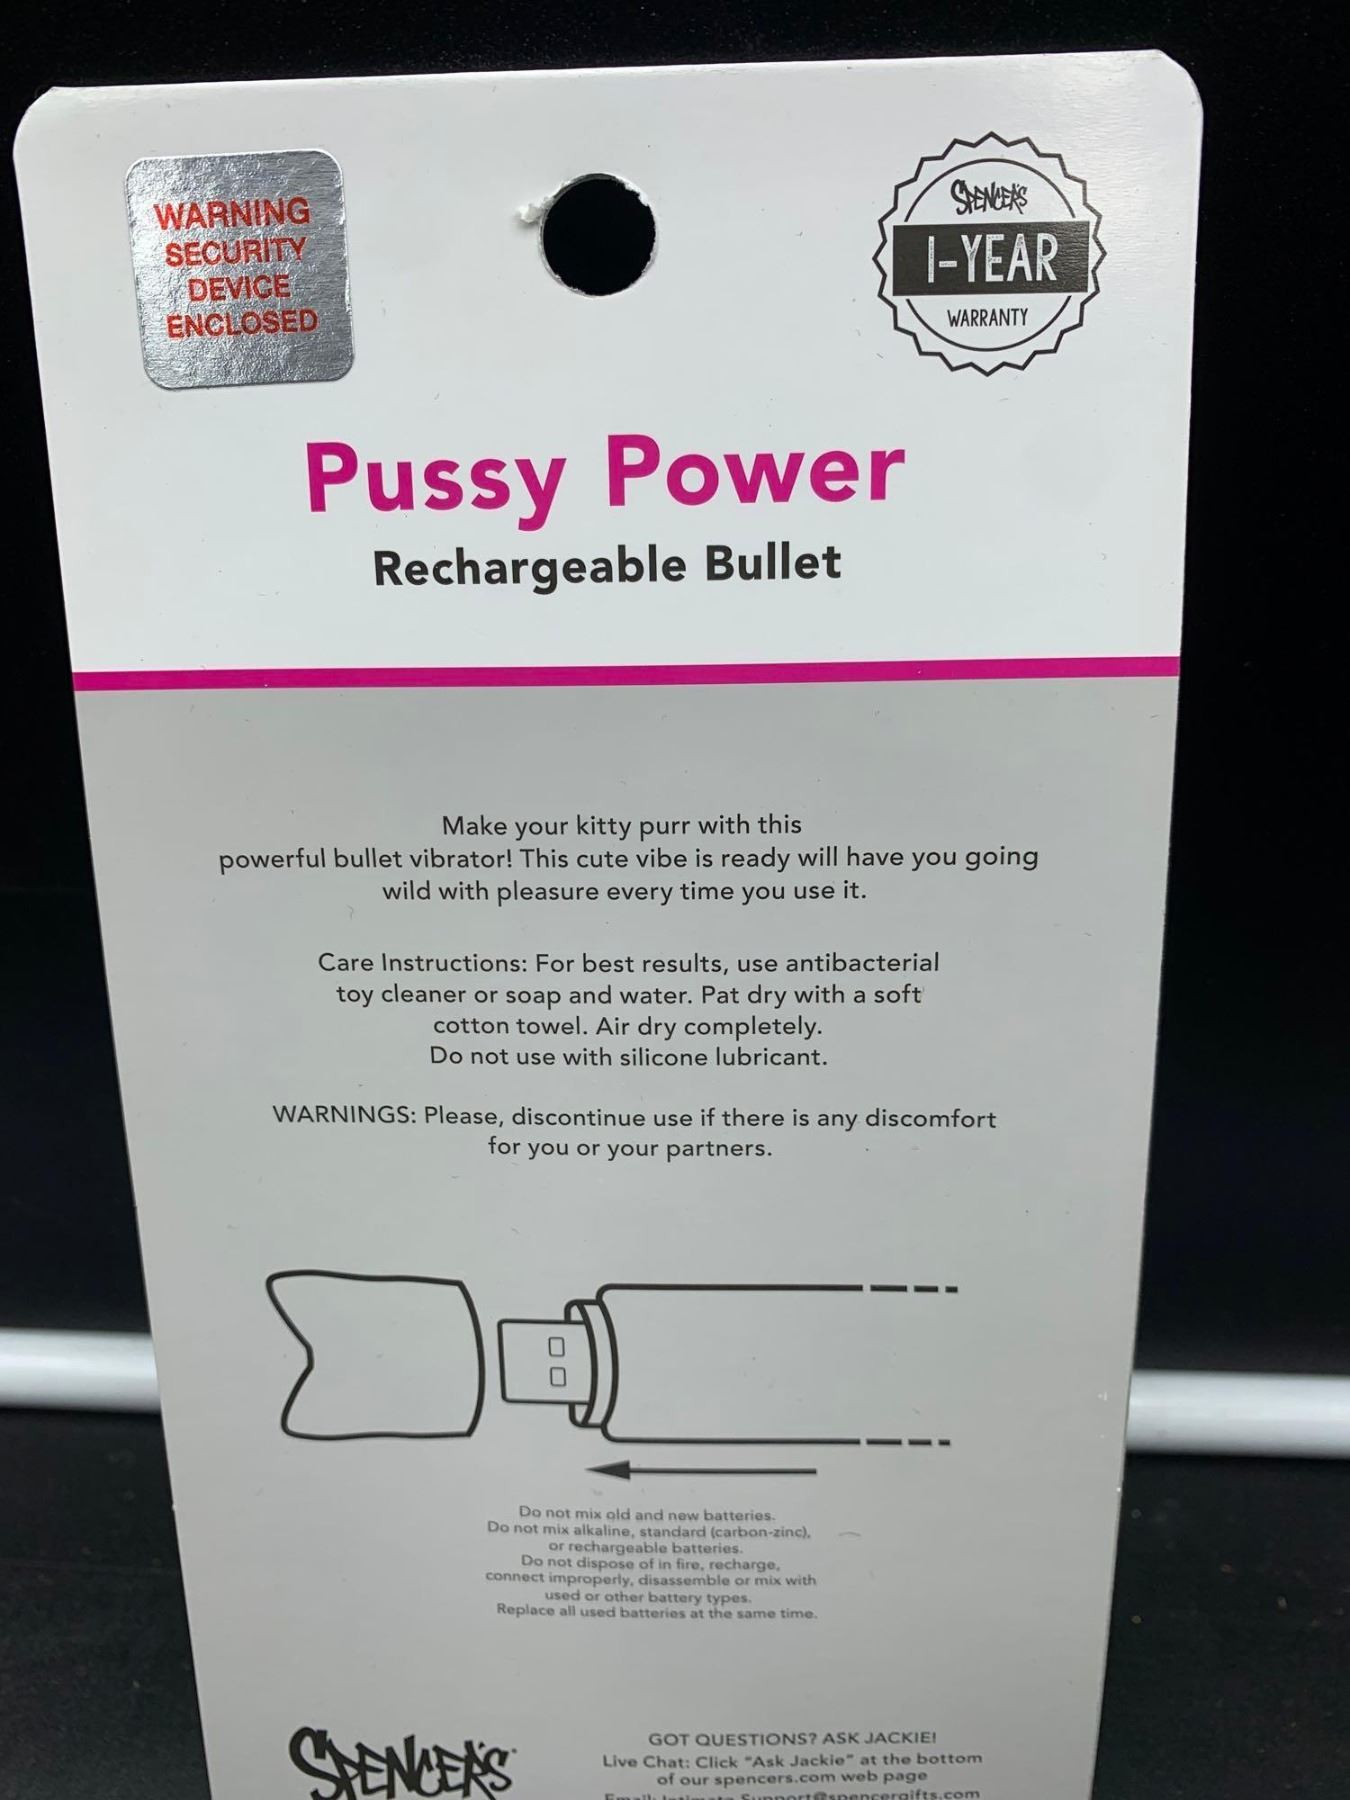 WARNING
SECURITY
DEVICE
ENCLOSED
SPENCER'S
1-YEAR
WARRANTY
Pussy Power
Rechargeable Bullet
Make your kitty purr with this
powerful bullet vibrator! This cute vibe is ready will have you going
wild with pleasure every time you use it.
Care Instructions: For best results, use antibacterial
toy cleaner or soap and water. Pat dry with a soft
cotton towel. Air dry completely.
Do not use with silicone lubricant.
WARNINGS: Please, discontinue use if there is any discomfort
for you or your partners.
Do not mix old and new batteries.
Do not mix alkaline, standard (carbon-zinc),
or rechargeable batteries.
Do not dispose of in fire, recharge,
connect improperly, disassemble or mix with
used or other battery types.
Replace all used batteries at the same time.
SPENCER'S
GOT QUESTIONS? ASK JACKIE!
Live Chat: Click "Ask Jackie" at the bottom
of our spencers.com web page
Email: Intimate_Support@spencergifts.com